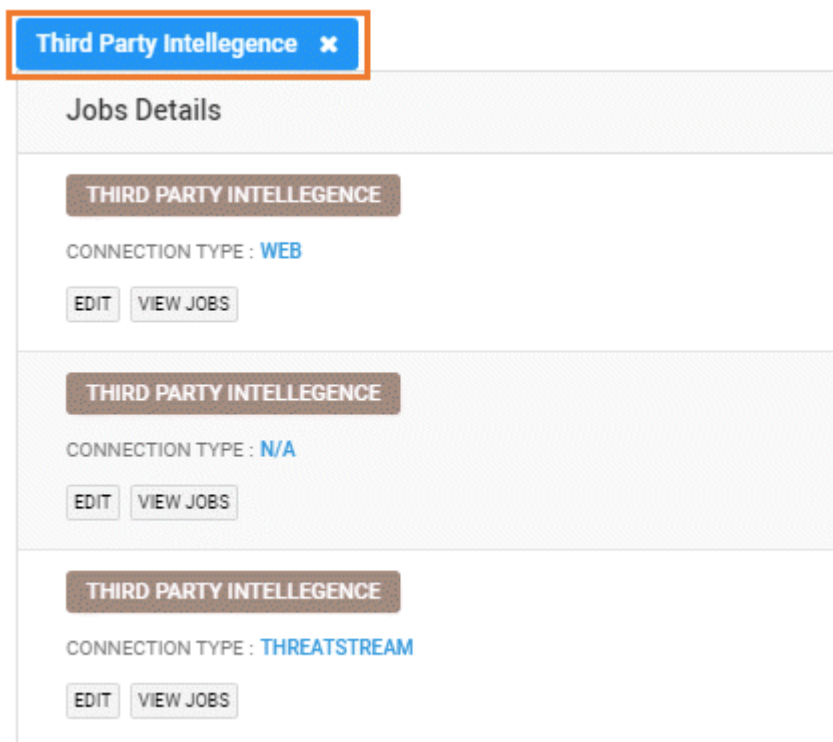 Third Party Intellegence ✖
Jobs Details
THIRD PARTY INTELLEGENCE
CONNECTION TYPE : WEB
EDIT VIEW JOBS
THIRD PARTY INTELLEGENCE
CONNECTION TYPE : N/A
EDIT VIEW JOBS
THIRD PARTY INTELLEGENCE
CONNECTION TYPE : THREATSTREAM
EDIT VIEW JOBS